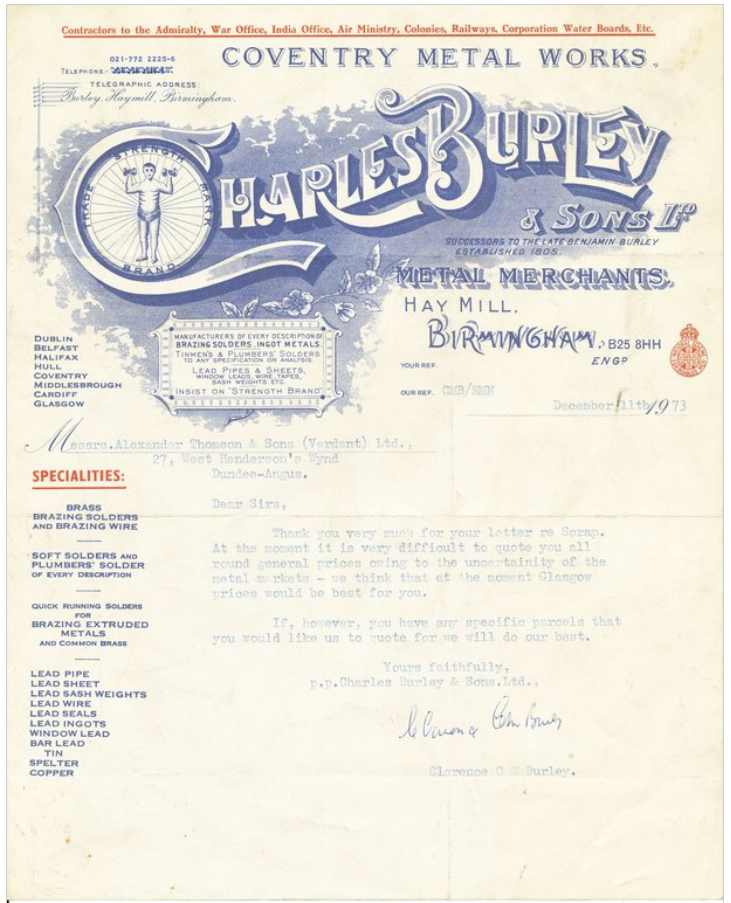 Contractors to the Admiralty, War Office, India Office, Air Ministry, Colonies, Railways, Corporation Water Boards, Etc.
COVENTRY METAL WORKS.
021-772 2225-6
TELEPHONE:-
TELEGRAPHIC ADDRESS:
Burley, Haymill, Birmingham.
CHARLES BURLEY
& SONS LTD
TRADE STRENGTH MARK
BRAND
SUCCESSORS TO THE LATE BENJAMIN BURLEY
ESTABLISHED 1805.
METAL MERCHANTS.
HAY MILL,
BIRMINGHAM, B25 8HH
ENGD
MANUFACTURERS OF EVERY DESCRIPTION OF
BRAZING SOLDERS, INGOT METALS.
TINMEN'S & PLUMBERS' SOLDERS
TO ANY SPECIFICATION OR ANALYSIS.
LEAD PIPES & SHEETS,
WINDOW LEADS, WIRE, TAPES,
SASH WEIGHTS, ETC.
INSIST ON "STRENGTH BRAND"
DUBLIN
BELFAST
HALIFAX
HULL
COVENTRY
MIDDLESBROUGH
CARDIFF
GLASGOW
YOUR REF.
OUR REF. CMB/EMN
December 11th 1973
Messrs. Alexander Thomson & Sons (Verdant) Ltd.,
27, West Henderson's Wynd
Dundee-Angus.
SPECIALITIES:
BRASS
BRAZING SOLDERS
AND BRAZING WIRE
SOFT SOLDERS AND
PLUMBERS' SOLDER
OF EVERY DESCRIPTION
QUICK RUNNING SOLDERS
FOR
BRAZING EXTRUDED
METALS
AND COMMON BRASS
LEAD PIPE
LEAD SHEET
LEAD SASH WEIGHTS
LEAD WIRE
LEAD SEALS
LEAD INGOTS
WINDOW LEAD
BAR LEAD
TIN
SPELTER
COPPER
Dear Sirs,
Thank you very much for your letter re Scrap.
At the moment it is very difficult to quote you all
round general prices owing to the uncertainity of the
metal markets - we think that at the moment Glasgow
prices would be best for you.
If, however, you have any specific parcels that
you would like us to quote for we will do our best.
Yours faithfully,
p.p.Charles Burley & Sons.Ltd.,
Clarence C M Burley.